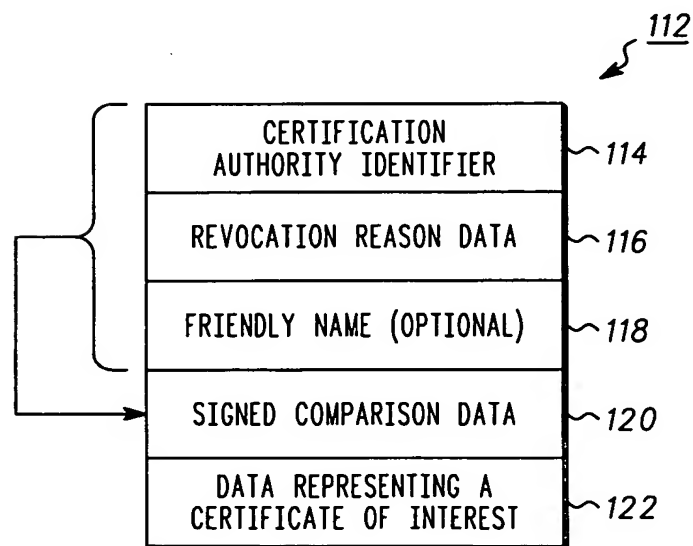 112
CERTIFICATION
AUTHORITY IDENTIFIER
114
REVOCATION REASON DATA
116
FRIENDLY NAME (OPTIONAL)
118
SIGNED COMPARISON DATA
120
DATA REPRESENTING A
CERTIFICATE OF INTEREST
122